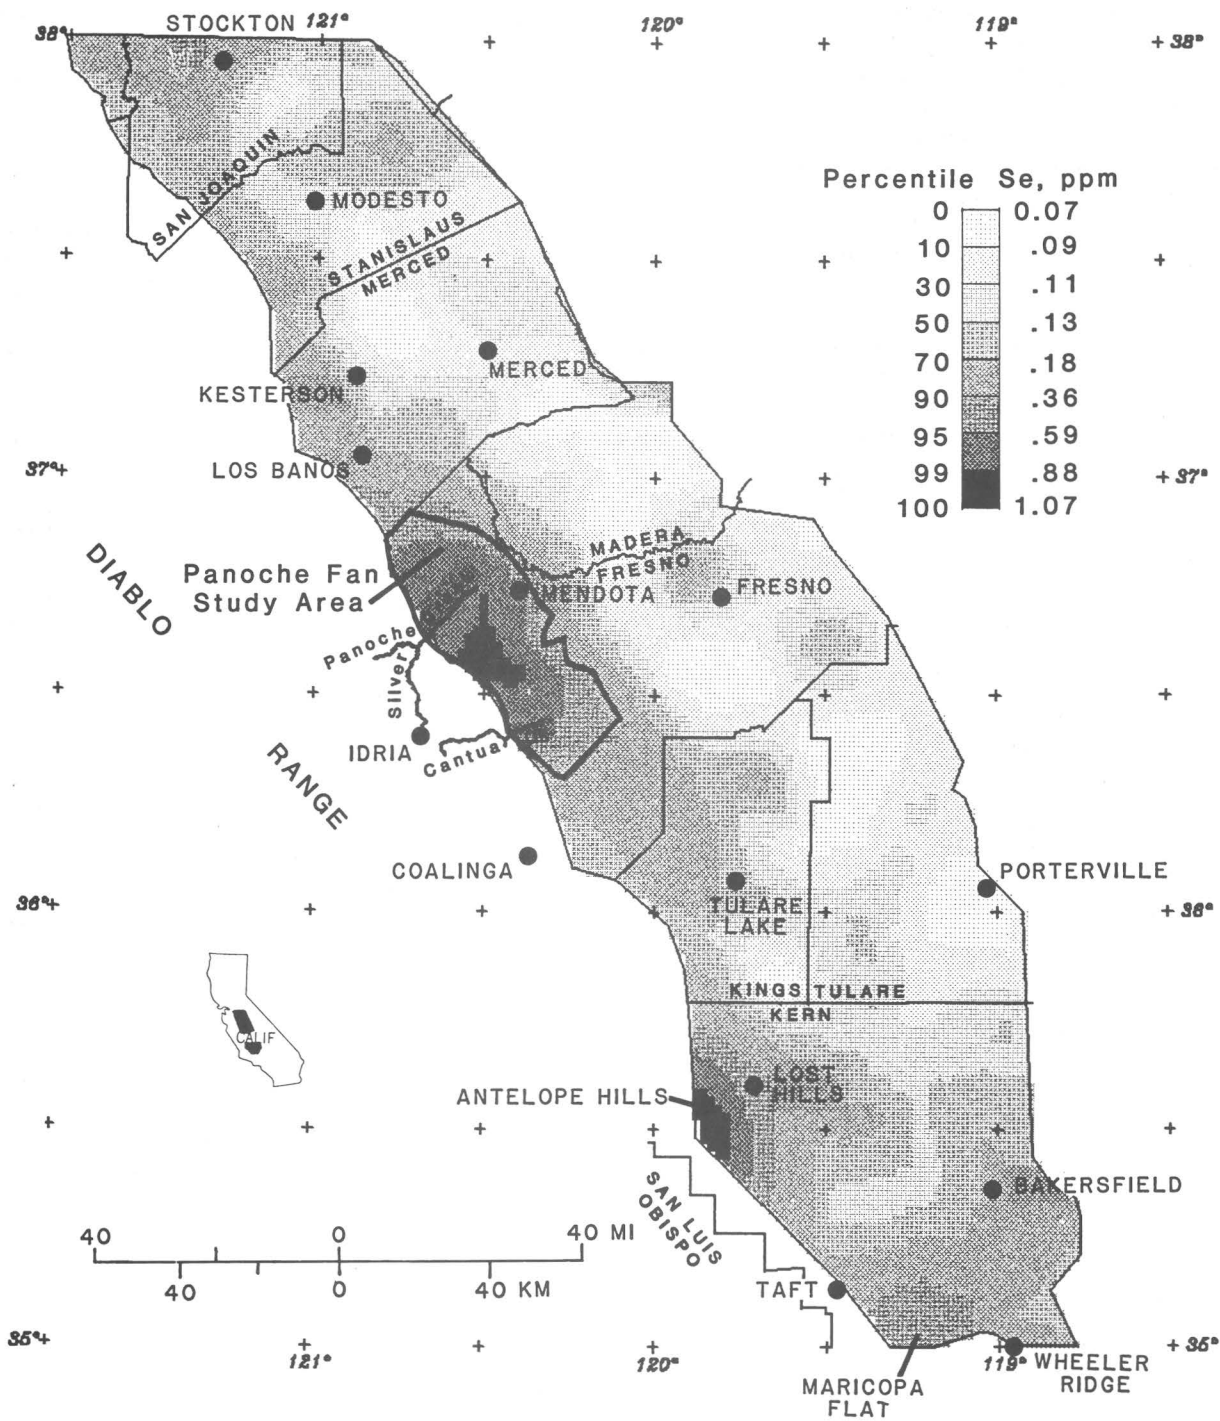 STOCKTON
121°
120°
119°
38°
38°
SAN JOAQUIN
MODESTO
STANISLAUS
MERCED
MERCED
KESTERSON
LOS BANOS
37°
37°
Percentile Se, ppm
0 0.07
10 .09
30 .11
50 .13
70 .18
90 .36
95 .59
99 .88
100 1.07
DIABLO
RANGE
Panoche Fan
Study Area
MADERA
FRESNO
MENDOTA
FRESNO
Panoche
Silver
Cantua
IDRIA
COALINGA
PORTERVILLE
TULARE
LAKE
36°
36°
KINGS TULARE
KERN
CALIF
LOST
HILLS
ANTELOPE HILLS
SAN LUIS
OBISPO
BAKERSFIELD
40 0 40 MI
40 0 40 KM
TAFT
35°
35°
121°
120°
119°
WHEELER
RIDGE
MARICOPA
FLAT